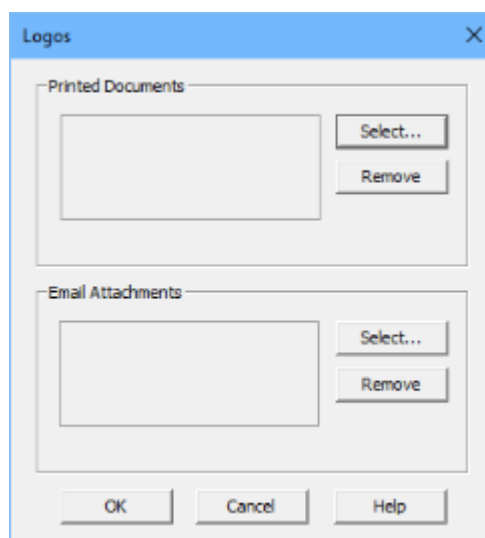 Logos
Printed Documents
Select...
Remove
Email Attachments
Select...
Remove
OK Cancel Help